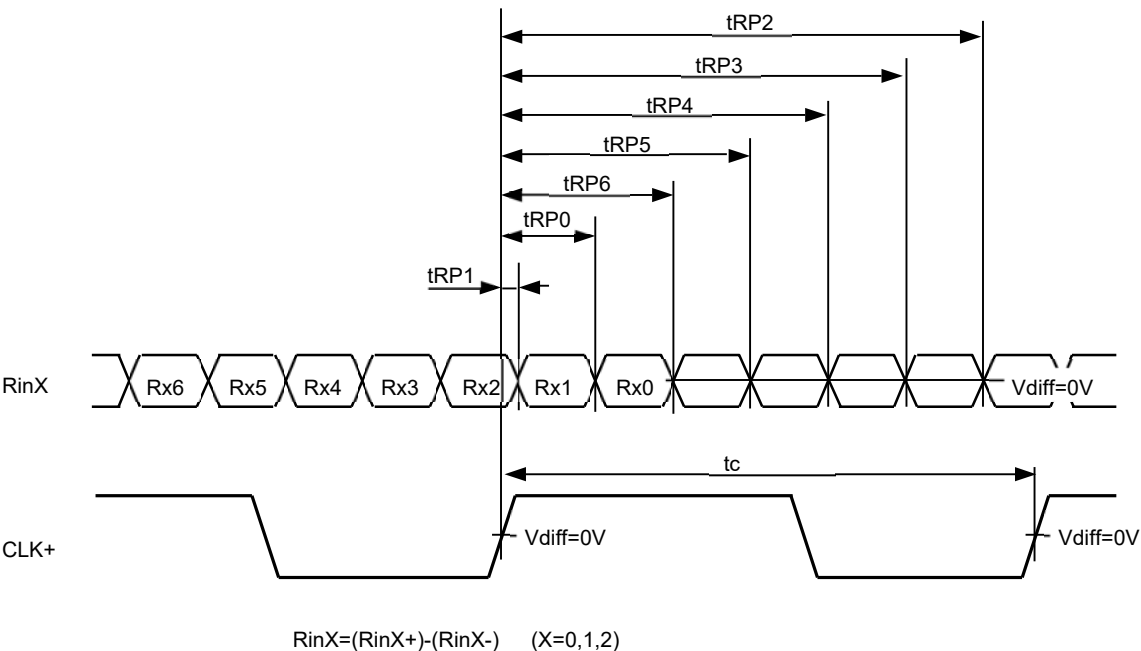 tRP2
tRP3
tRP4
tRP5
tRP6
tRP0
tRP1
RinX Rx6 Rx5 Rx4 Rx3 Rx2 Rx1 Rx0 Vdiff=0V
tc
CLK+ Vdiff=0V Vdiff=0V
RinX=(RinX+)-(RinX-) (X=0,1,2)